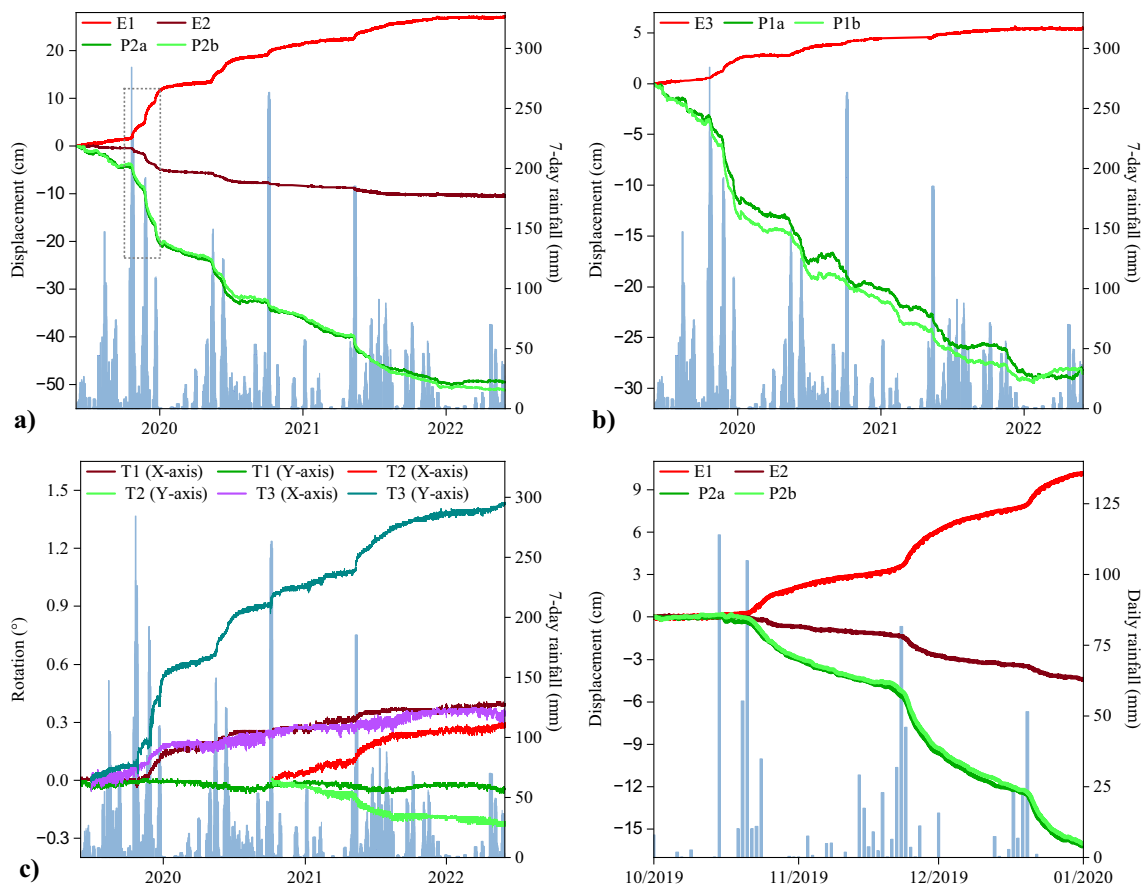 E1 E2
P2a P2b
20
10
0
−10
−20
−30
−40
−50
Displacement (cm)
300
250
200
150
100
50
0
7-day rainfall (mm)
2020 2021 2022
a)
E3 P1a P1b
5
0
−5
−10
−15
−20
−25
−30
Displacement (cm)
300
250
200
150
100
50
0
7-day rainfall (mm)
2020 2021 2022
b)
T1 (X-axis) T1 (Y-axis) T2 (X-axis)
T2 (Y-axis) T3 (X-axis) T3 (Y-axis)
1.5
1.2
0.9
0.6
0.3
0.0
−0.3
Rotation (°)
300
250
200
150
100
50
0
7-day rainfall (mm)
2020 2021 2022
c)
E1 E2
P2a P2b
9
6
3
0
−3
−6
−9
−12
−15
Displacement (cm)
125
100
75
50
25
0
Daily rainfall (mm)
10/2019 11/2019 12/2019 01/2020